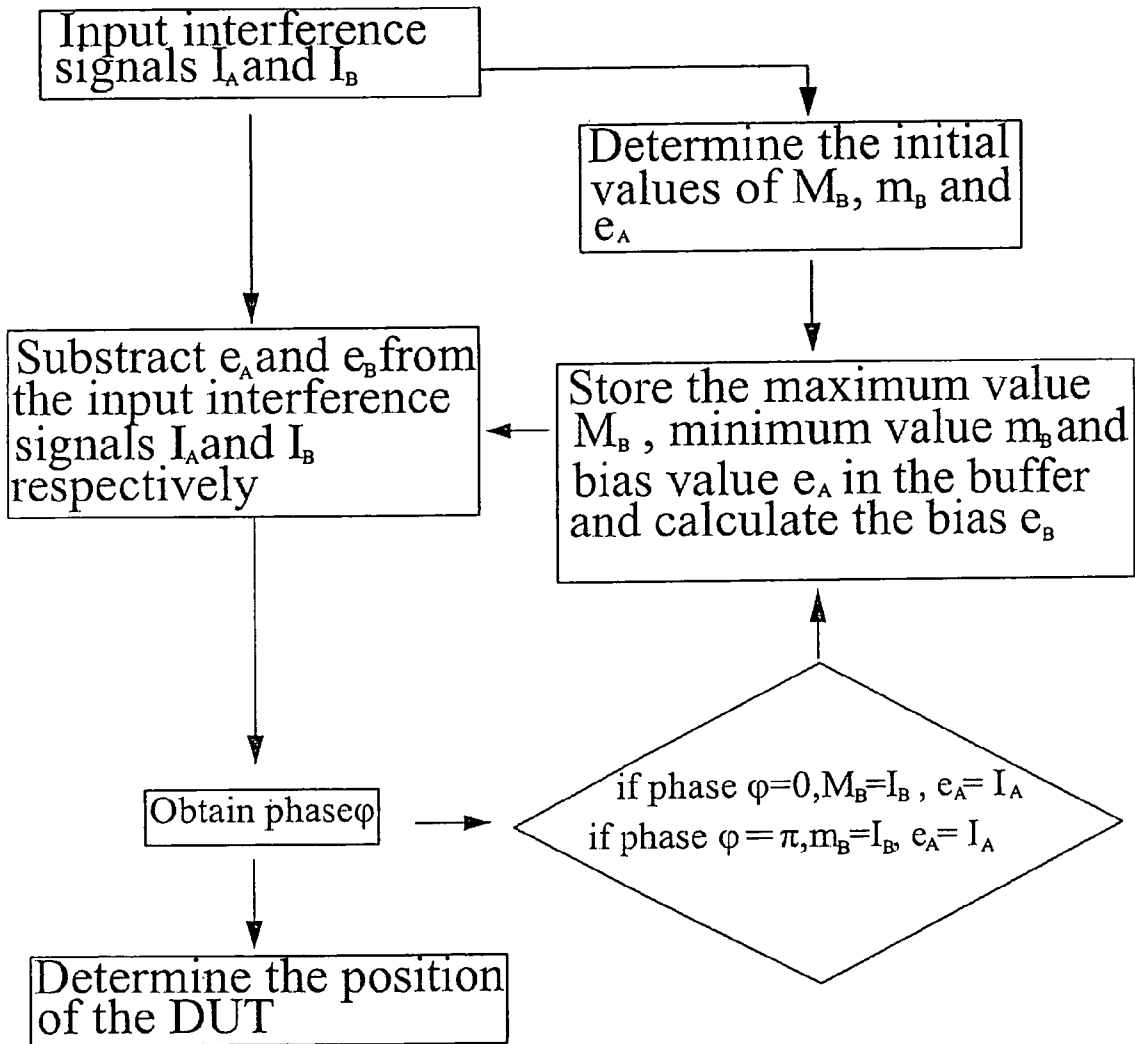 Input interference
signals I_A and I_B
Determine the initial
values of M_B, m_B and
e_A
Substract e_A and e_B from
the input interference
signals I_A and I_B
respectively
Store the maximum value
M_B , minimum value m_B and
bias value e_A in the buffer
and calculate the bias e_B
Obtain phaseφ
if phase φ=0,M_B=I_B , e_A= I_A
if phase φ=π,m_B=I_B, e_A= I_A
Determine the position
of the DUT